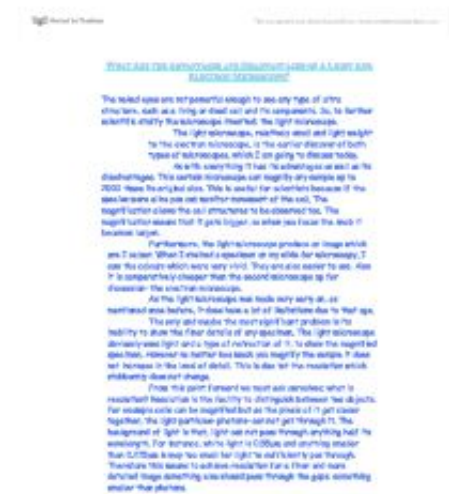 WHAT ARE THE ADVANTAGES AND DISADVANTAGES OF A LIGHT AND
ELECTRON MICROSCOPE?
The naked eyes are not powerful enough to see any type of ultra
structure, such as a living or dead cell and its components. So, to further
scientific study the microscope invented, the light microscope.
The light microscope, relatively small and light weight
to the electron microscope, is the earlier discover of both
types of microscopes, which I am going to discuss today.
As with everything it has its advantages as well as its
disadvantages. This certain microscope can magnify any sample up to
2000 times its original size. This is useful for scientists because if the
specimen were alive you can monitor movement of the cell. The
magnification allows the cell structures to be observed too. The
magnification means that it gets bigger, so when you focus the knob it
becomes larger.
Furthermore, the light microscope produce an image which
are I colour. When I stained a specimen on my slide for microscopy, I
saw the colours which were very vivid. They are also easier to use. Also
it is comparatively cheaper than the second microscope up for
discussion- the electron microscope.
As the light microscope was made very early on, as
mentioned once before, it does have a lot of limitations due to that age.
The only and maybe the most significant problem is its
inability to show the finer details of any specimen. The light microscope
obviously uses light and a type of refraction of it, to show the magnified
specimen. However no matter how much you magnify the sample it does
not increase in the level of detail. This is due to the resolution which
stubbornly does not change.
From this point forward we must ask ourselves; what is
resolution? Resolution is the facility to distinguish between two objects.
For example cells can be magnified but as the pixels of it get closer
together, the light particles- photons- cannot get through it. The
background of light is that, light can not pass through anything half its
wavelength. For instance, white light is 0.55µm and anything smaller
than 0.275µm is way too small for light to sufficiently pass through.
Therefore this means to achieve resolution for a finer and more
detailed image something else should pass through the gaps, something
smaller than photons.